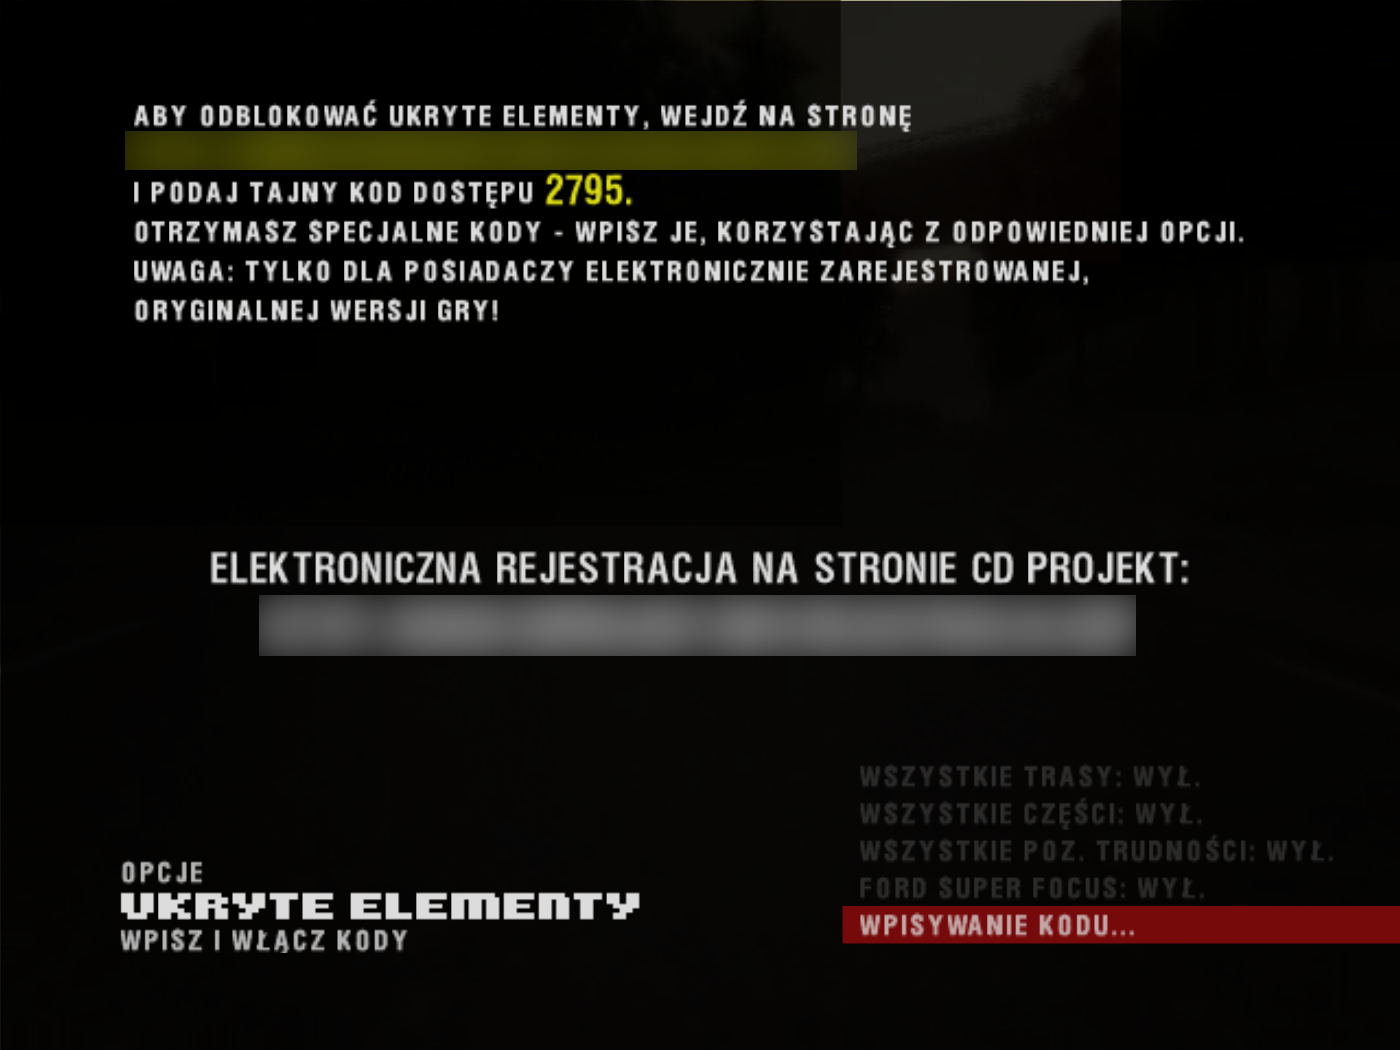 ABY ODBLOKOWAĆ UKRYTE ELEMENTY, WEJDŹ NA STRONĘ
I PODAJ TAJNY KOD DOSTĘPU 2795.
OTRZYMASZ SPECJALNE KODY - WPISZ JE, KORZYSTAJĄC Z ODPOWIEDNIEJ OPCJI.
UWAGA: TYLKO DLA POSIADACZY ELEKTRONICZNIE ZAREJESTROWANEJ,
ORYGINALNEJ WERSJI GRY!
ELEKTRONICZNA REJESTRACJA NA STRONIE CD PROJEKT:
WSZYSTKIE TRASY: WYŁ.
WSZYSTKIE CZĘŚCI: WYŁ.
WSZYSTKIE POZ. TRUDNOŚCI: WYŁ.
FORD SUPER FOCUS: WYŁ.
WPISYWANIE KODU...
OPCJE
UKRYTE ELEMENTY
WPISZ I WŁĄCZ KODY